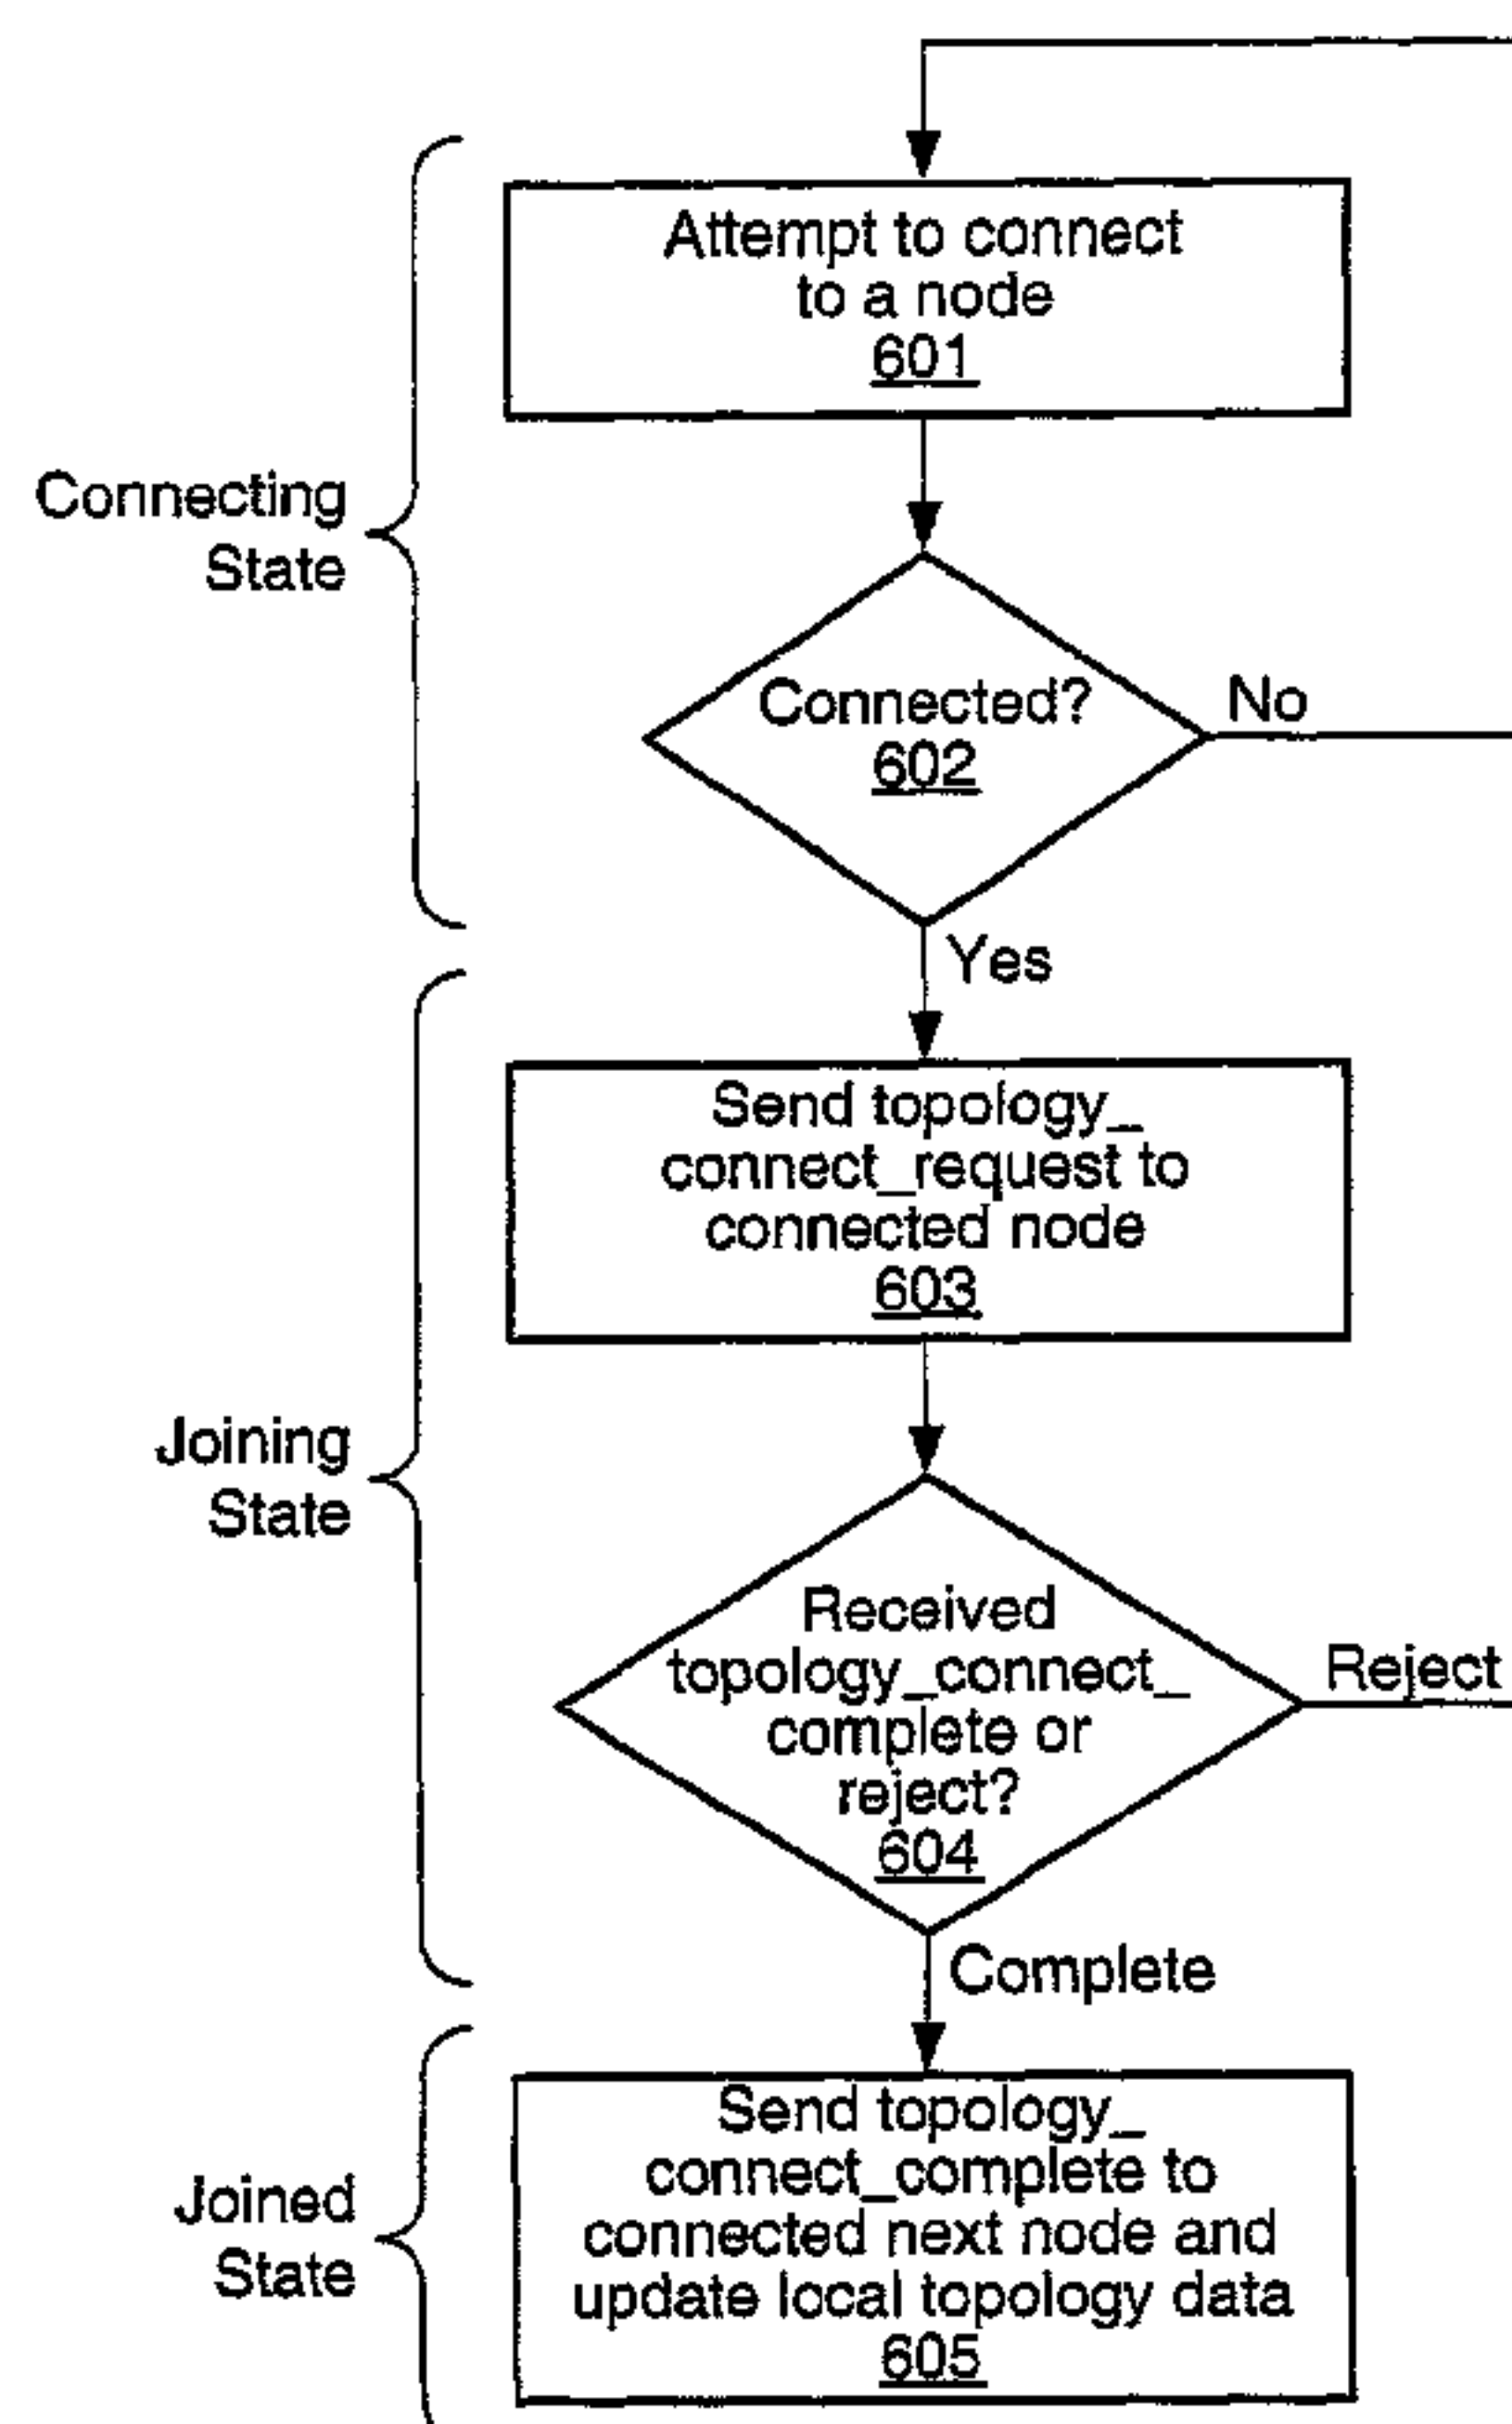 Attempt to connect
to a node
601
Connecting
State
Connected?
602
No
Yes
Send topology_
connect_request to
connected node
603
Joining
State
Received
topology_connect_
complete or
reject?
604
Reject
Complete
Send topology_
connect_complete to
connected next node and
update local topology data
605
Joined
State